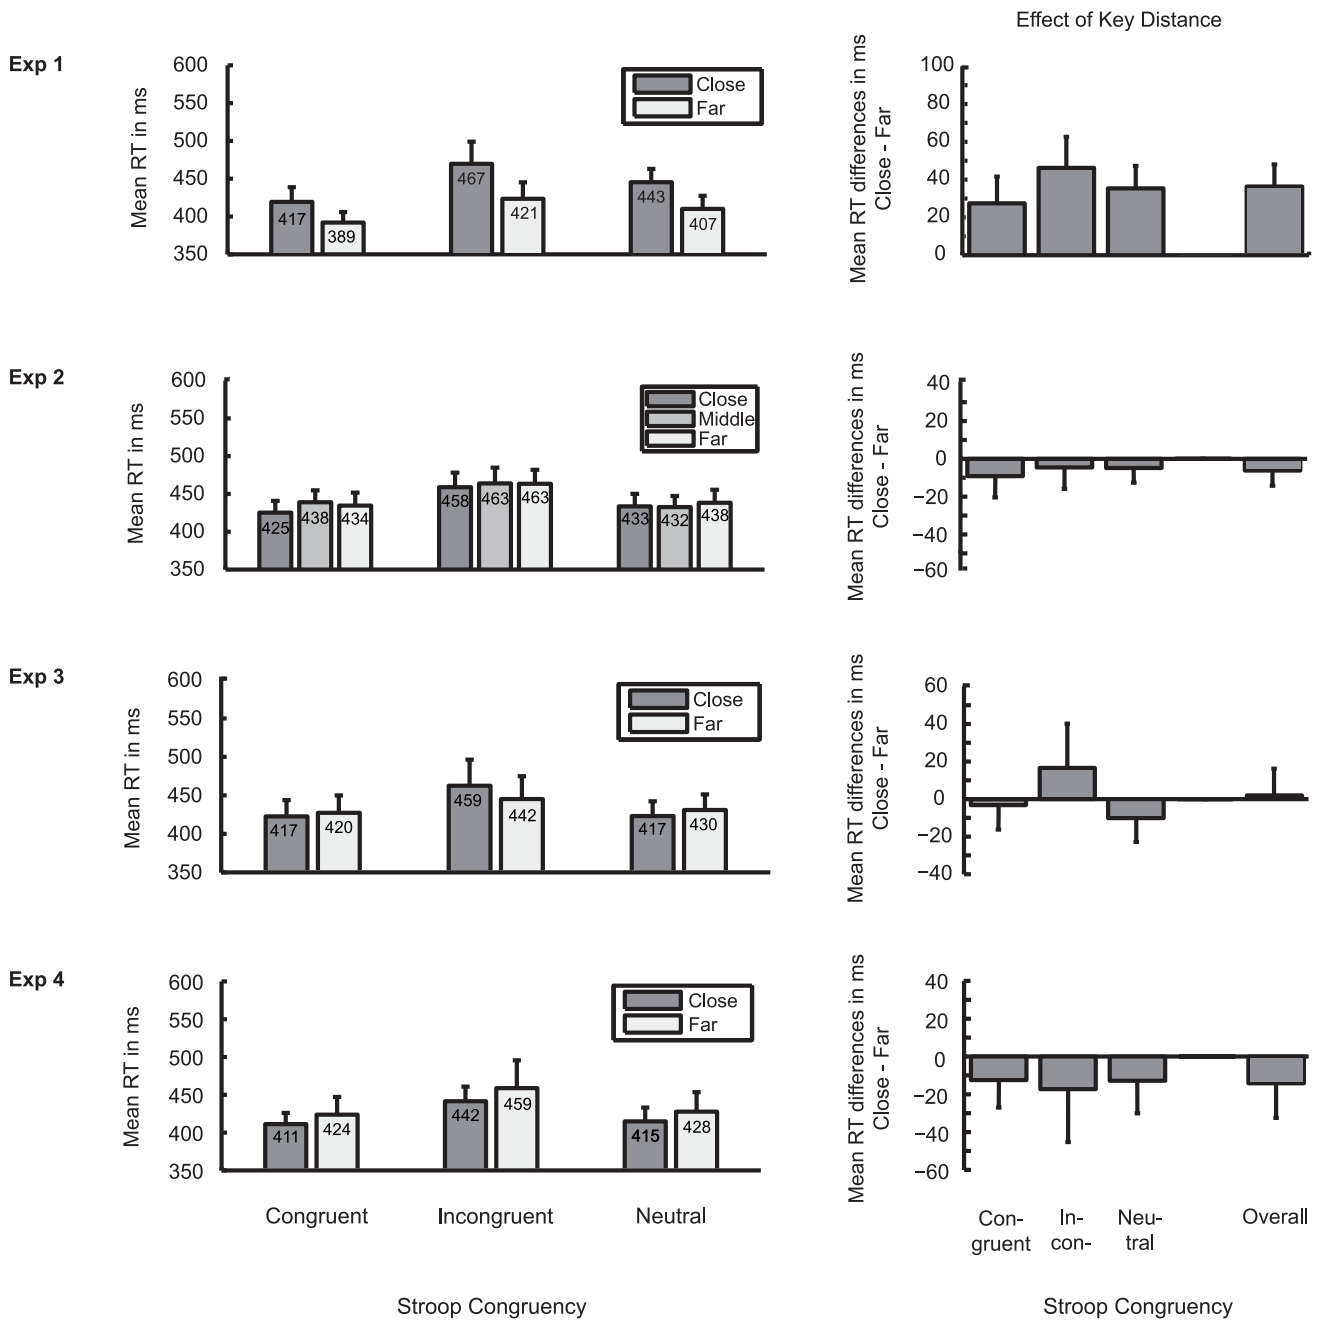 Effect of Key Distance
Exp 1
Mean RT in ms
600
550
500
450
400
350
417
389
467
421
443
407
Close
Far
Mean RT differences in ms
Close - Far
100
80
60
40
20
0
Exp 2
Mean RT in ms
600
550
500
450
400
350
425
438
434
458
463
463
433
432
438
Close
Middle
Far
Mean RT differences in ms
Close - Far
40
20
0
−20
−40
−60
Exp 3
Mean RT in ms
600
550
500
450
400
350
417
420
459
442
417
430
Close
Far
Mean RT differences in ms
Close - Far
60
40
20
0
−20
−40
Exp 4
Mean RT in ms
600
550
500
450
400
350
411
424
442
459
415
428
Close
Far
Mean RT differences in ms
Close - Far
40
20
0
−20
−40
−60
Congruent
Incongruent
Neutral
Stroop Congruency
Con-
gruent
In-
con-
Neu-
tral
Overall
Stroop Congruency